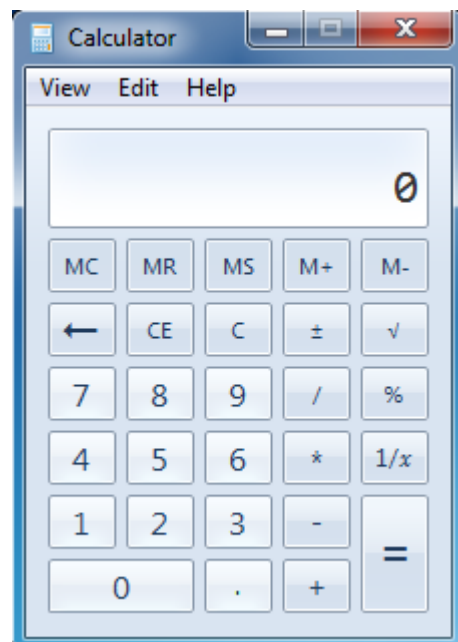 Calculator
View Edit Help
0
MC MR MS M+ M-
← CE C ± √
7 8 9 / %
4 5 6 * 1/x
1 2 3 - =
0 . +